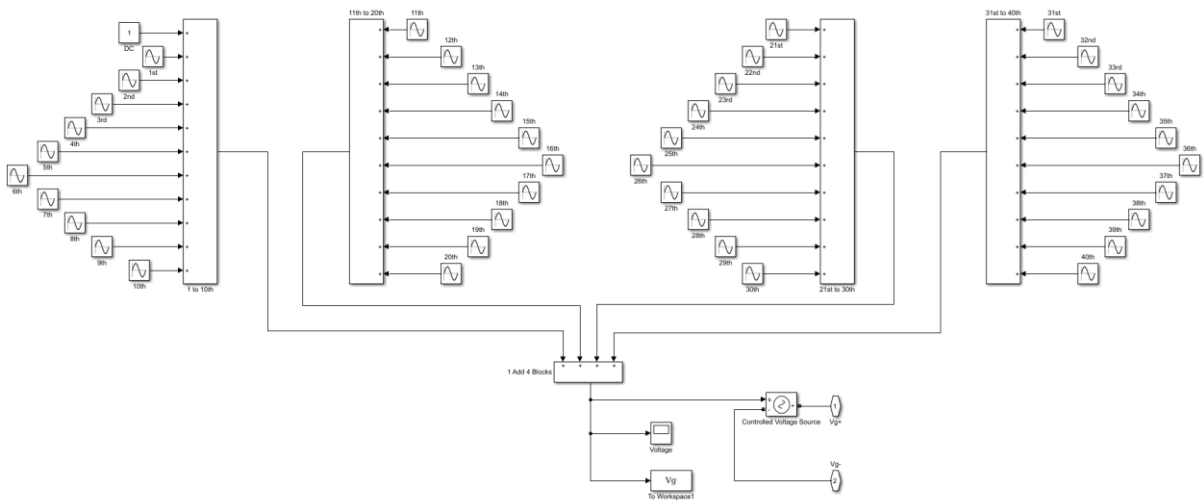 1
DC
1st
2nd
3rd
4th
5th
6th
7th
8th
9th
10th
1 to 10th
11th to 20th
11th
12th
13th
14th
15th
16th
17th
18th
19th
20th
21st
22nd
23rd
24th
25th
26th
27th
28th
29th
30th
21st to 30th
31st to 40th
31st
32nd
33rd
34th
35th
36th
37th
38th
39th
40th
1 Add 4 Blocks
Controlled Voltage Source
1
Vg+
Voltage
Vg
To Workspace1
Vg-
2